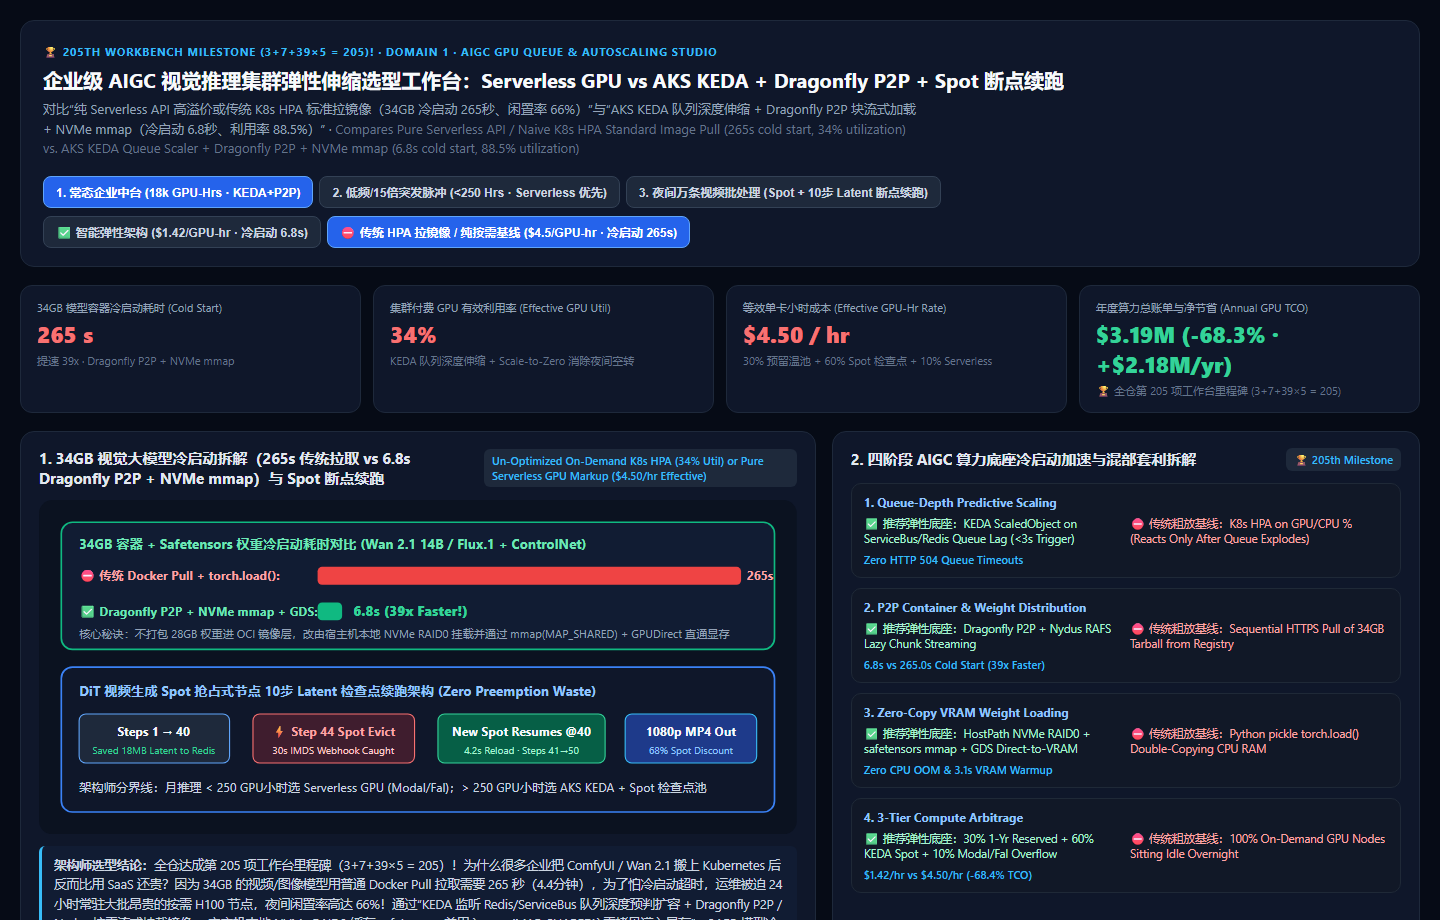 🏆 205TH WORKBENCH MILESTONE (3+7+39×5 = 205)! · DOMAIN 1 · AIGC GPU QUEUE & AUTOSCALING STUDIO
企业级 AIGC 视觉推理集群弹性伸缩选型工作台：Serverless GPU vs AKS KEDA + Dragonfly P2P + Spot 断点续跑
对比“纯 Serverless API 高溢价或传统 K8s HPA 标准拉镜像（34GB 冷启动 265秒、闲置率 66%）”与“AKS KEDA 队列深度伸缩 + Dragonfly P2P 块流式加载
+ NVMe mmap（冷启动 6.8秒、利用率 88.5%）” · Compares Pure Serverless API / Naive K8s HPA Standard Image Pull (265s cold start, 34% utilization)
vs. AKS KEDA Queue Scaler + Dragonfly P2P + NVMe mmap (6.8s cold start, 88.5% utilization)
1. 常态企业中台 (18k GPU-Hrs · KEDA+P2P)
2. 低频/15倍突发脉冲 (<250 Hrs · Serverless 优先)
3. 夜间万条视频批处理 (Spot + 10步 Latent 断点续跑)
✅ 智能弹性架构 ($1.42/GPU-hr · 冷启动 6.8s)
⛔ 传统 HPA 拉镜像 / 纯按需基线 ($4.5/GPU-hr · 冷启动 265s)
34GB 模型容器冷启动耗时 (Cold Start)
265 s
提速 39x · Dragonfly P2P + NVMe mmap
集群付费 GPU 有效利用率 (Effective GPU Util)
34%
KEDA 队列深度伸缩 + Scale-to-Zero 消除夜间空转
等效单卡小时成本 (Effective GPU-Hr Rate)
$4.50 / hr
30% 预留温池 + 60% Spot 检查点 + 10% Serverless
年度算力总账单与净节省 (Annual GPU TCO)
$3.19M (-68.3% ·
+$2.18M/yr)
🏆 全仓第 205 项工作台里程碑 (3+7+39×5 = 205)
1. 34GB 视觉大模型冷启动拆解（265s 传统拉取 vs 6.8s
Dragonfly P2P + NVMe mmap）与 Spot 断点续跑
Un-Optimized On-Demand K8s HPA (34% Util) or Pure
Serverless GPU Markup ($4.50/hr Effective)
34GB 容器 + Safetensors 权重冷启动耗时对比 (Wan 2.1 14B / Flux.1 + ControlNet)
⛔ 传统 Docker Pull + torch.load():
265s
✅ Dragonfly P2P + NVMe mmap + GDS:
6.8s (39x Faster!)
核心秘诀：不打包 28GB 权重进 OCI 镜像层，改由宿主机本地 NVMe RAID0 挂载并通过 mmap(MAP_SHARED) + GPUDirect 直通显存
DiT 视频生成 Spot 抢占式节点 10步 Latent 检查点续跑架构 (Zero Preemption Waste)
Steps 1 → 40
Saved 18MB Latent to Redis
⚡ Step 44 Spot Evict
30s IMDS Webhook Caught
New Spot Resumes @40
4.2s Reload · Steps 41→50
1080p MP4 Out
68% Spot Discount
架构师分界线：月推理 < 250 GPU小时选 Serverless GPU (Modal/Fal)；> 250 GPU小时选 AKS KEDA + Spot 检查点池
架构师选型结论：全仓达成第 205 项工作台里程碑（3+7+39×5 = 205）！为什么很多企业把 ComfyUI / Wan 2.1 搬上 Kubernetes 后
反而比用 SaaS 还贵？因为 34GB 的视频/图像模型用普通 Docker Pull 拉取需要 265 秒（4.4分钟），为了怕冷启动超时，运维被迫 24
小时常驻大批昂贵的按需 H100 节点，夜间闲置率高达 66%！通过“KEDA 监听 Redis/ServiceBus 队列深度预判扩容 + Dragonfly P2P /
2. 四阶段 AIGC 算力底座冷启动加速与混部套利拆解
🏆 205th Milestone
1. Queue-Depth Predictive Scaling
✅ 推荐弹性底座：KEDA ScaledObject on
ServiceBus/Redis Queue Lag (<3s Trigger)
⛔ 传统粗放基线：K8s HPA on GPU/CPU %
(Reacts Only After Queue Explodes)
Zero HTTP 504 Queue Timeouts
2. P2P Container & Weight Distribution
✅ 推荐弹性底座：Dragonfly P2P + Nydus RAFS
Lazy Chunk Streaming
⛔ 传统粗放基线：Sequential HTTPS Pull of 34GB
Tarball from Registry
6.8s vs 265.0s Cold Start (39x Faster)
3. Zero-Copy VRAM Weight Loading
✅ 推荐弹性底座：HostPath NVMe RAID0 +
safetensors mmap + GDS Direct-to-VRAM
⛔ 传统粗放基线：Python pickle torch.load()
Double-Copying CPU RAM
Zero CPU OOM & 3.1s VRAM Warmup
4. 3-Tier Compute Arbitrage
✅ 推荐弹性底座：30% 1-Yr Reserved + 60%
KEDA Spot + 10% Modal/Fal Overflow
⛔ 传统粗放基线：100% On-Demand GPU Nodes
Sitting Idle Overnight
$1.42/hr vs $4.50/hr (-68.4% TCO)